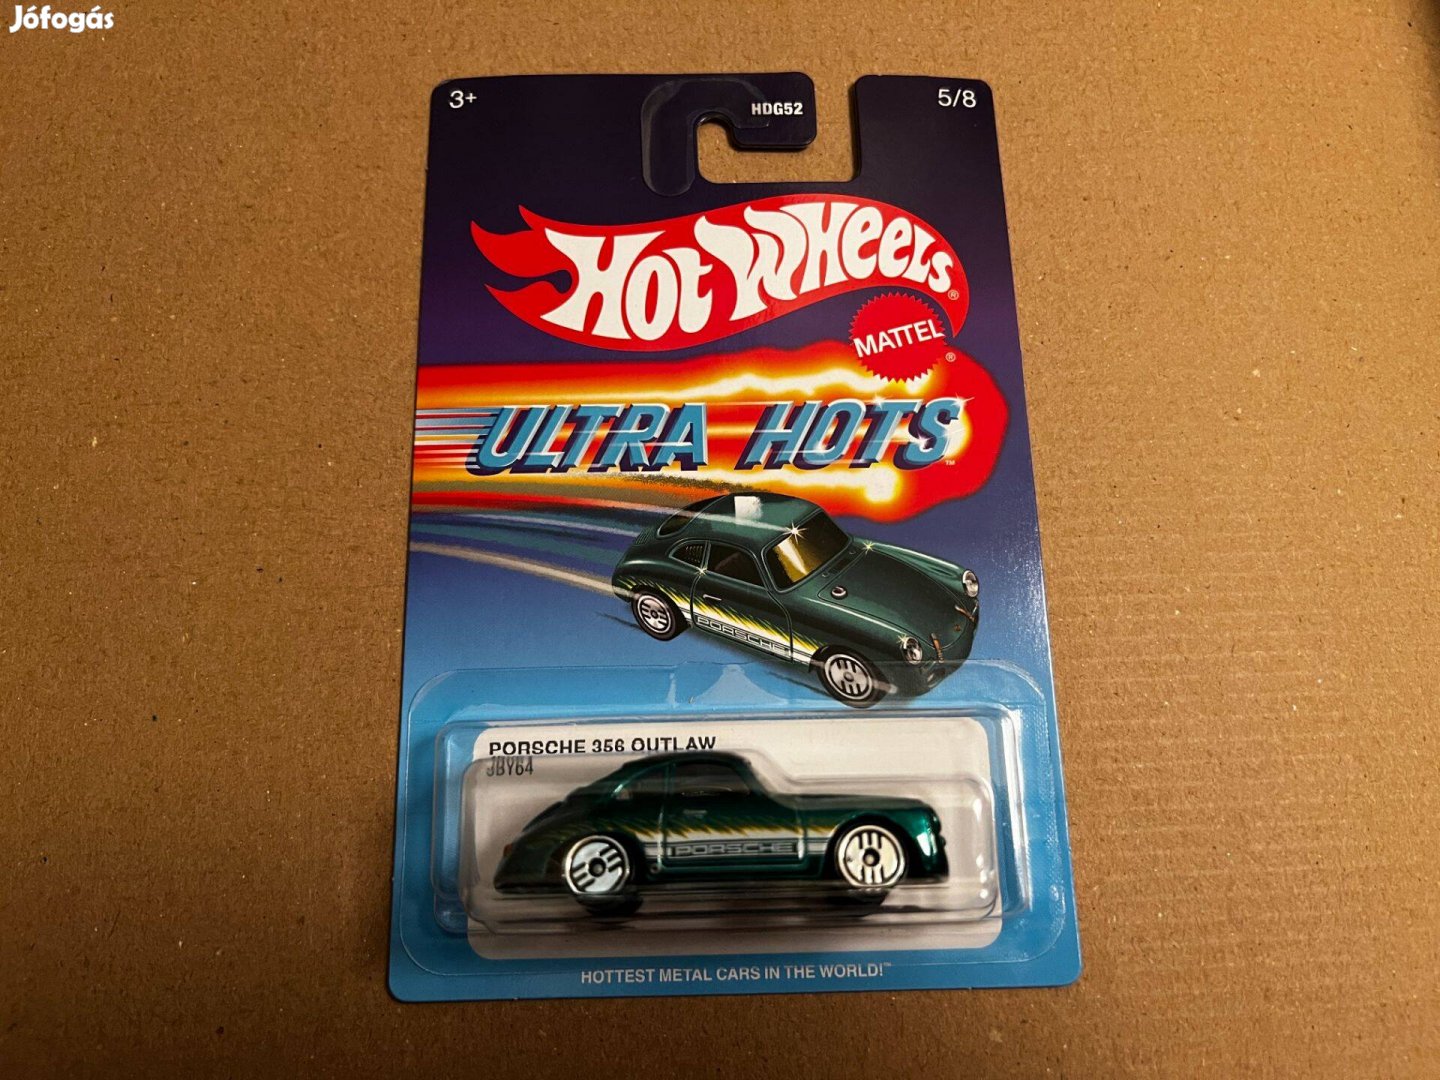 Jófogás
3+
HDG52
5/8
HOT WHEELS®
MATTEL®
ULTRA HOTS™
PORSCHE
PORSCHE 356 OUTLAW
JBY64
PORSCHE
HOTTEST METAL CARS IN THE WORLD!™